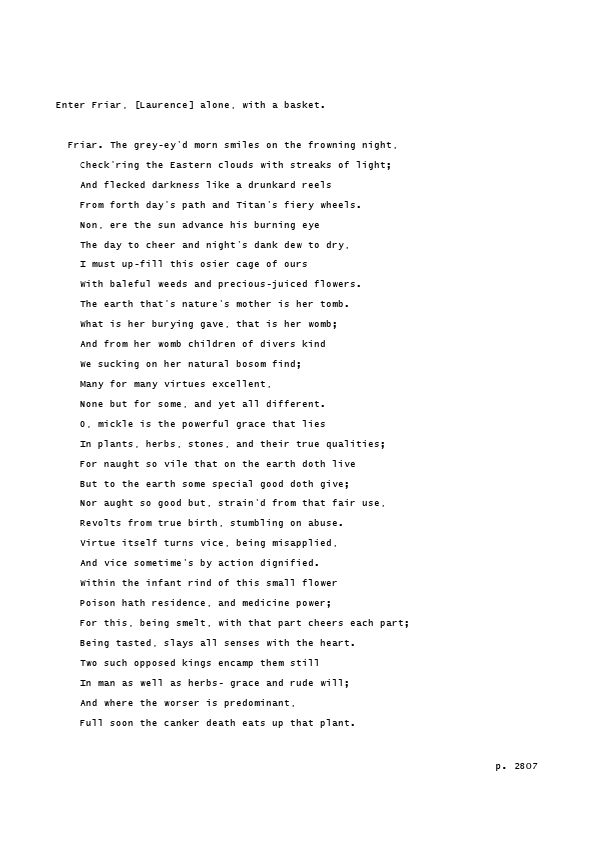 Enter Friar, [Laurence] alone, with a basket.
Friar. The grey-ey'd morn smiles on the frowning night,
Check'ring the Eastern clouds with streaks of light;
And flecked darkness like a drunkard reels
From forth day's path and Titan's fiery wheels.
Non, ere the sun advance his burning eye
The day to cheer and night's dank dew to dry,
I must up-fill this osier cage of ours
With baleful weeds and precious-juiced flowers.
The earth that's nature's mother is her tomb.
What is her burying gave, that is her womb;
And from her womb children of divers kind
We sucking on her natural bosom find;
Many for many virtues excellent,
None but for some, and yet all different.
O, mickle is the powerful grace that lies
In plants, herbs, stones, and their true qualities;
For naught so vile that on the earth doth live
But to the earth some special good doth give;
Nor aught so good but, strain'd from that fair use,
Revolts from true birth, stumbling on abuse.
Virtue itself turns vice, being misapplied,
And vice sometime's by action dignified.
Within the infant rind of this small flower
Poison hath residence, and medicine power;
For this, being smelt, with that part cheers each part;
Being tasted, slays all senses with the heart.
Two such opposed kings encamp them still
In man as well as herbs- grace and rude will;
And where the worser is predominant,
Full soon the canker death eats up that plant.
p. 2807